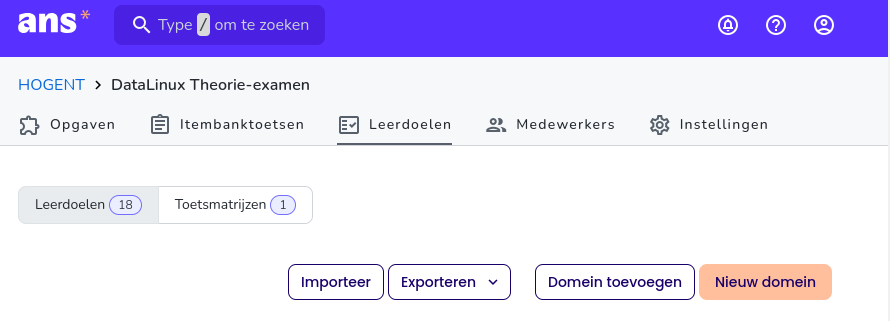 ans*
Type / om te zoeken
HOGENT > DataLinux Theorie-examen
Opgaven Itembanktoetsen Leerdoelen Medewerkers Instellingen
Leerdoelen 18 Toetsmatrijzen 1
Importeer Exporteren Domein toevoegen Nieuw domein